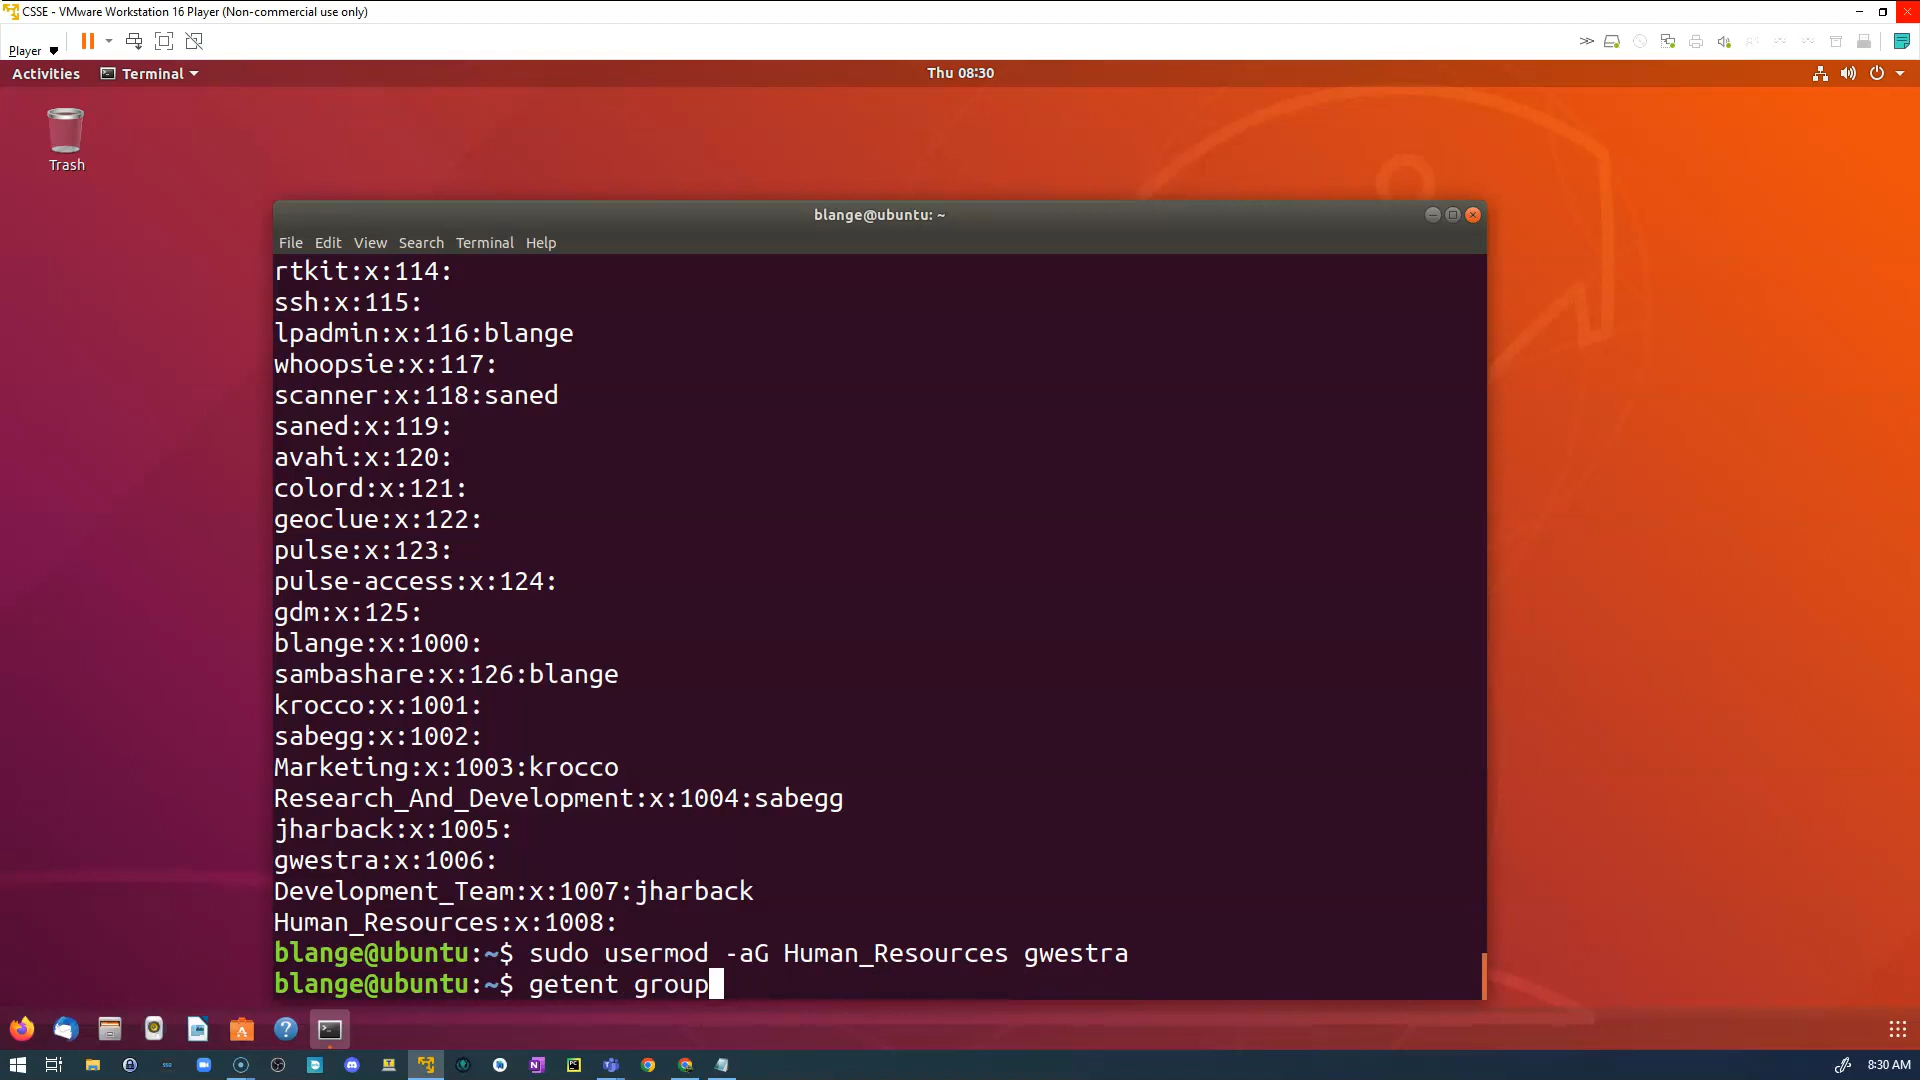 CSSE - VMware Workstation 16 Player (Non-commercial use only)
Player
Activities
Terminal
Thu 08:30
Trash
blange@ubuntu: ~
File Edit View Search Terminal Help
rtkit:x:114:
ssh:x:115:
lpadmin:x:116:blange
whoopsie:x:117:
scanner:x:118:saned
saned:x:119:
avahi:x:120:
colord:x:121:
geoclue:x:122:
pulse:x:123:
pulse-access:x:124:
gdm:x:125:
blange:x:1000:
sambashare:x:126:blange
krocco:x:1001:
sabegg:x:1002:
Marketing:x:1003:krocco
Research_And_Development:x:1004:sabegg
jharback:x:1005:
gwestra:x:1006:
Development_Team:x:1007:jharback
Human_Resources:x:1008:
blange@ubuntu:~$ sudo usermod -aG Human_Resources gwestra
blange@ubuntu:~$ getent group
8:30 AM